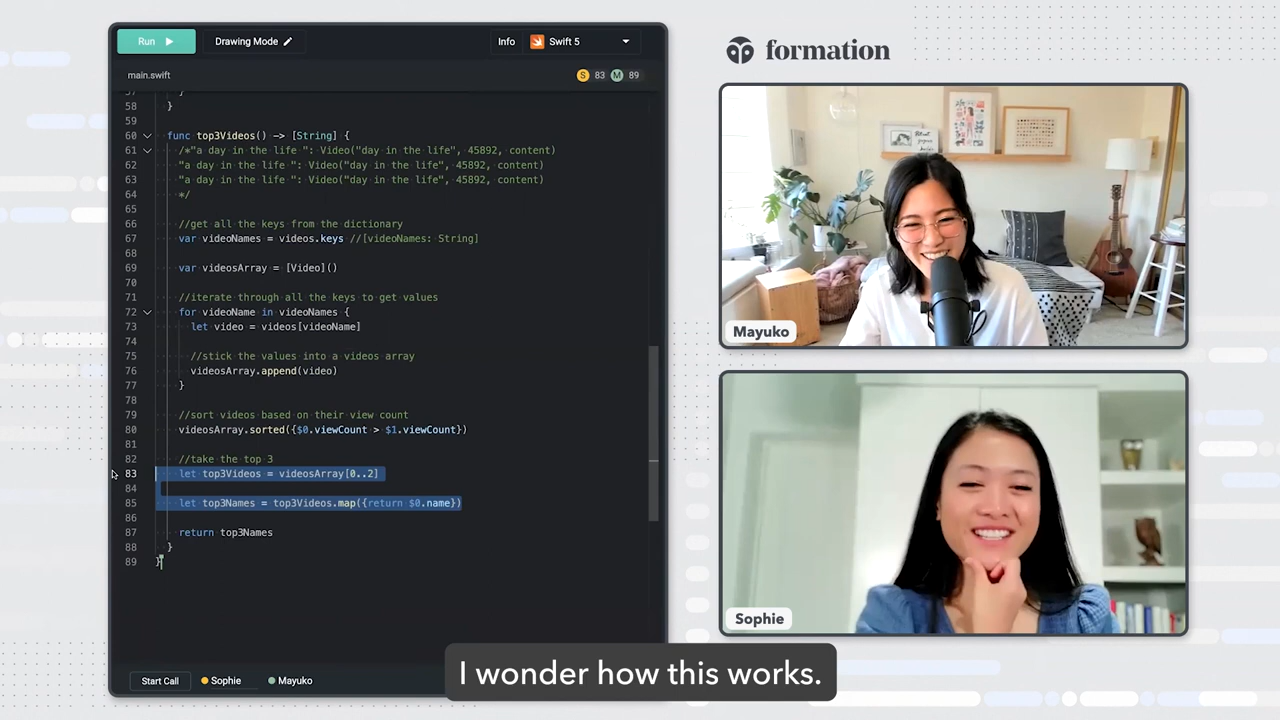 Run
Drawing Mode
Info
Swift 5
main.swift
S 83 M 89
58 }
59
60 func top3Videos() -> [String] {
61 /*"a day in the life ": Video("day in the life", 45892, content)
62 "a day in the life ": Video("day in the life", 45892, content)
63 "a day in the life ": Video("day in the life", 45892, content)
64 */
65
66 //get all the keys from the dictionary
67 var videoNames = videos.keys //[videoNames: String]
68
69 var videosArray = [Video]()
70
71 //iterate through all the keys to get values
72 for videoName in videoNames {
73 let video = videos[videoName]
74
75 //stick the values into a videos array
76 videosArray.append(video)
77 }
78
79 //sort videos based on their view count
80 videosArray.sorted({$0.viewCount > $1.viewCount})
81
82 //take the top 3
83 let top3Videos = videosArray[0..2]
84
85 let top3Names = top3Videos.map({return $0.name})
86
87 return top3Names
88 }
89 }
Start Call
Sophie
Mayuko
formation
Mayuko
Sophie
I wonder how this works.